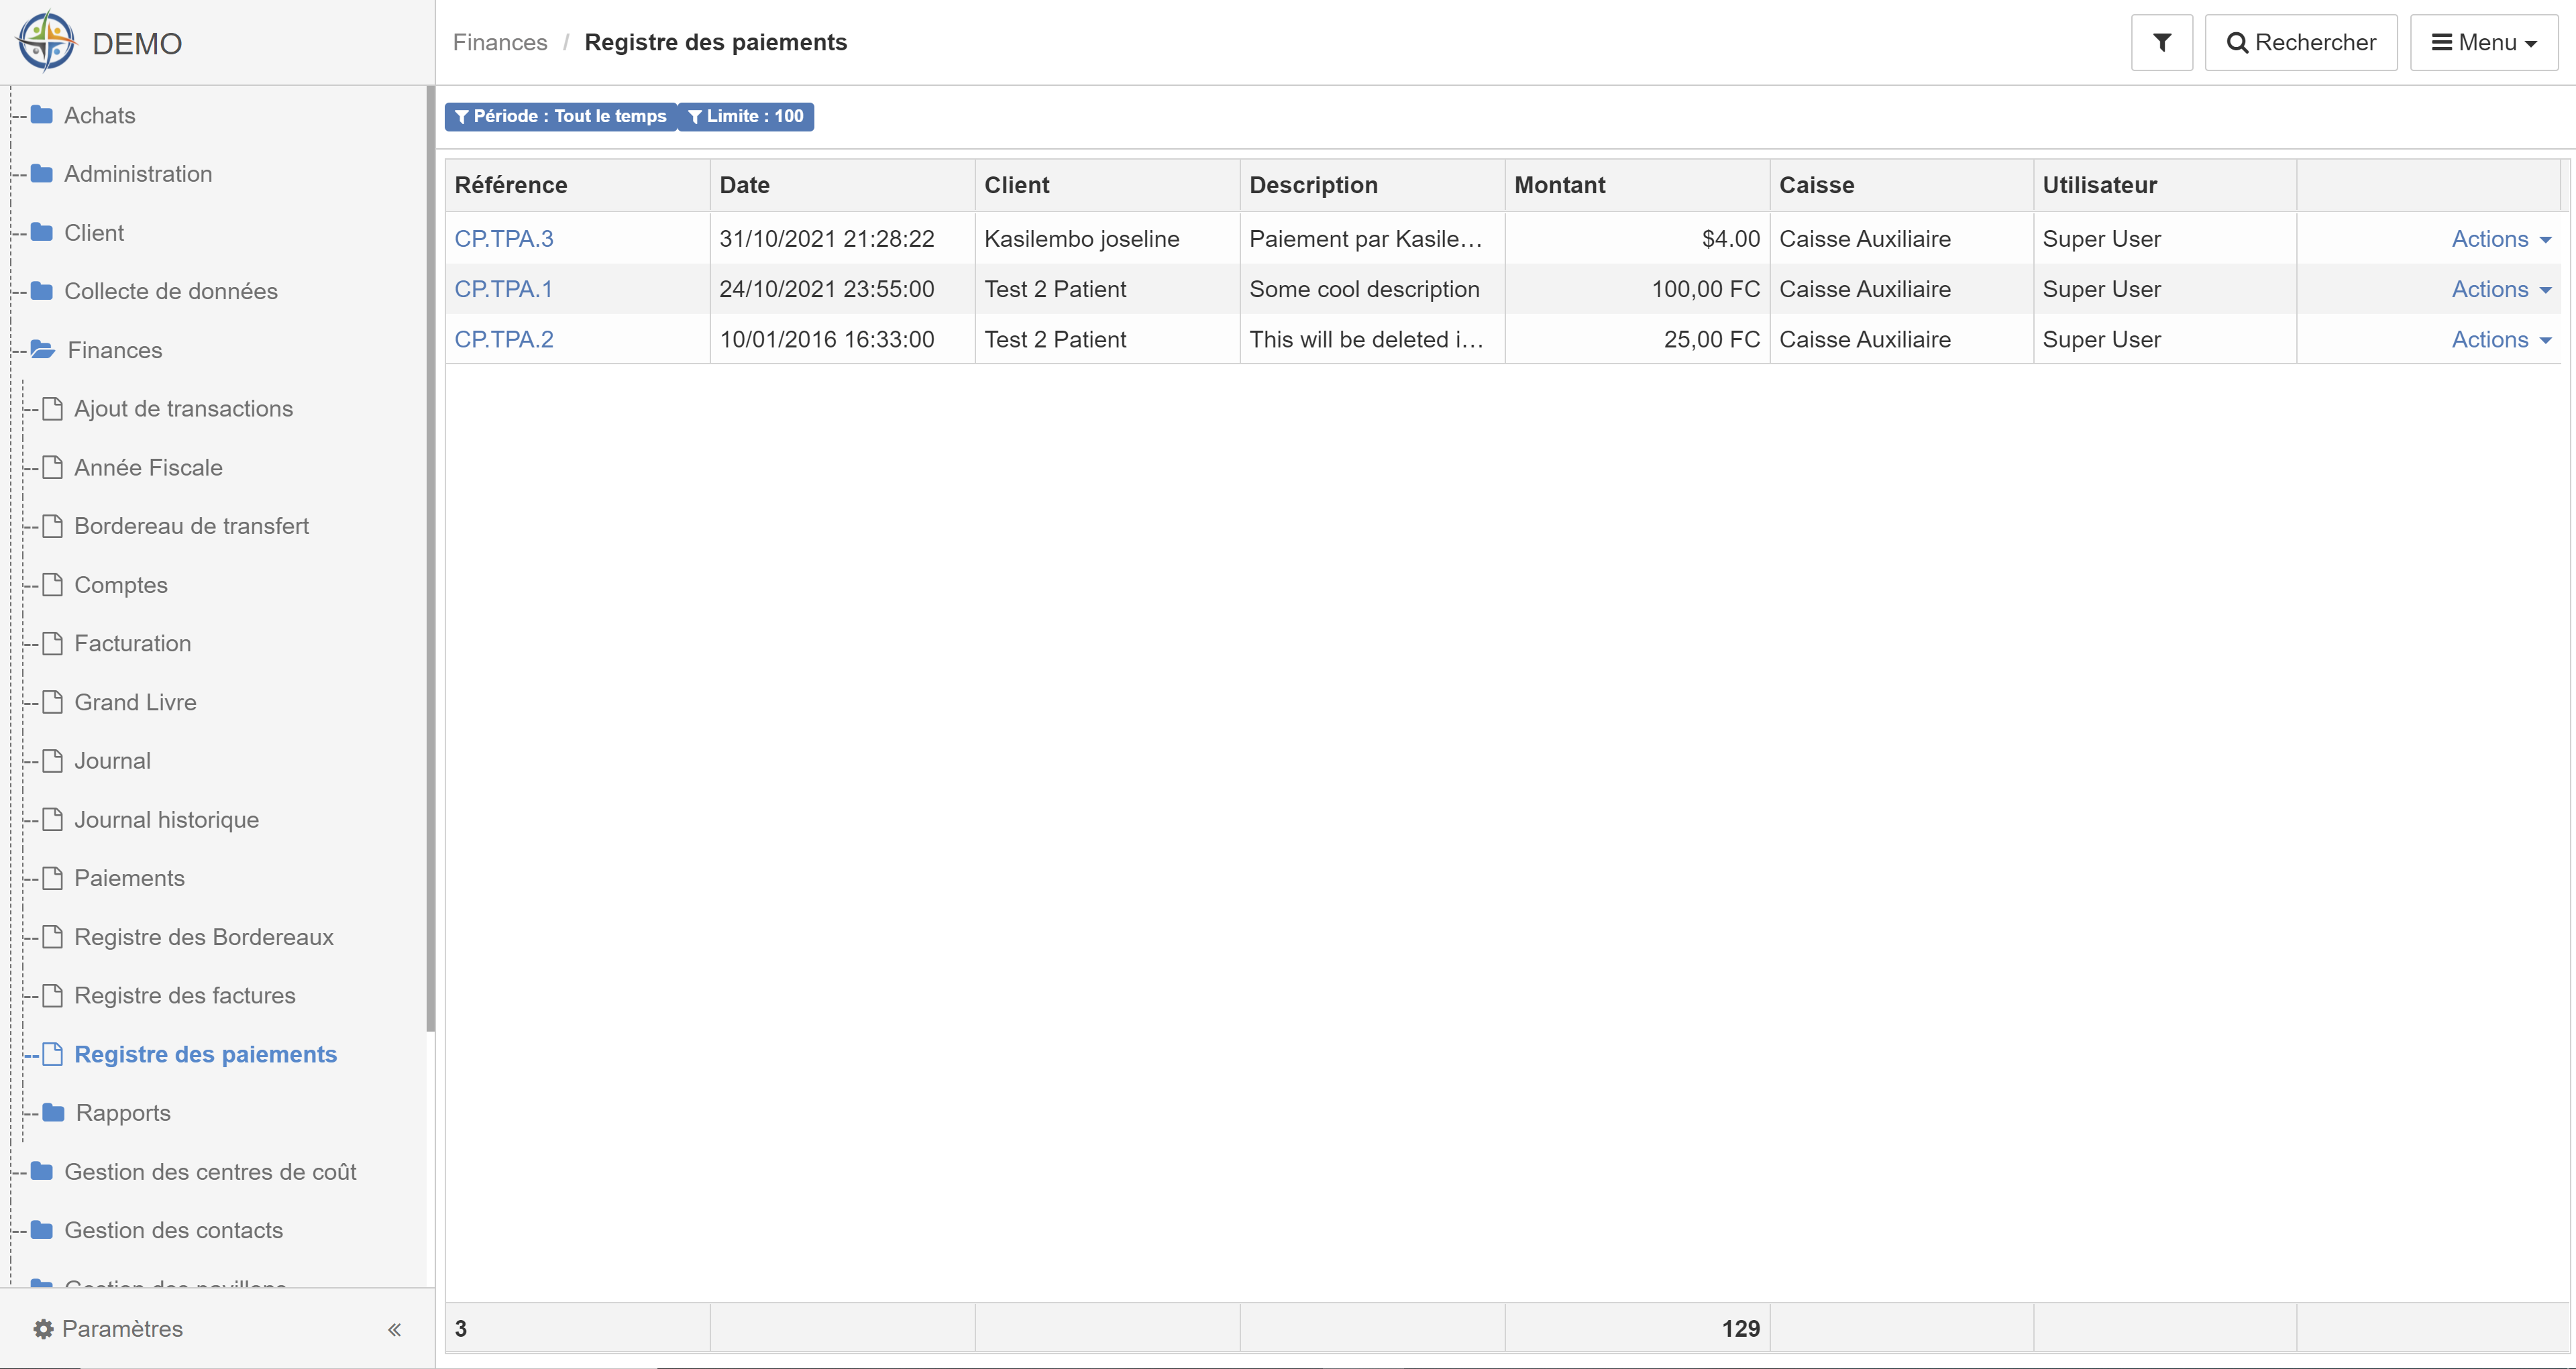 DEMO
Finances / Registre des paiements
Rechercher
Menu
Achats
Administration
Client
Collecte de données
Finances
Ajout de transactions
Année Fiscale
Bordereau de transfert
Comptes
Facturation
Grand Livre
Journal
Journal historique
Paiements
Registre des Bordereaux
Registre des factures
Registre des paiements
Rapports
Gestion des centres de coût
Gestion des contacts
Gestion des pavillons
Paramètres
Période : Tout le temps Limite : 100
Référence Date Client Description Montant Caisse Utilisateur
CP.TPA.3 31/10/2021 21:28:22 Kasilembo joseline Paiement par Kasile... $4.00 Caisse Auxiliaire Super User Actions
CP.TPA.1 24/10/2021 23:55:00 Test 2 Patient Some cool description 100,00 FC Caisse Auxiliaire Super User Actions
CP.TPA.2 10/01/2016 16:33:00 Test 2 Patient This will be deleted i... 25,00 FC Caisse Auxiliaire Super User Actions
3 129